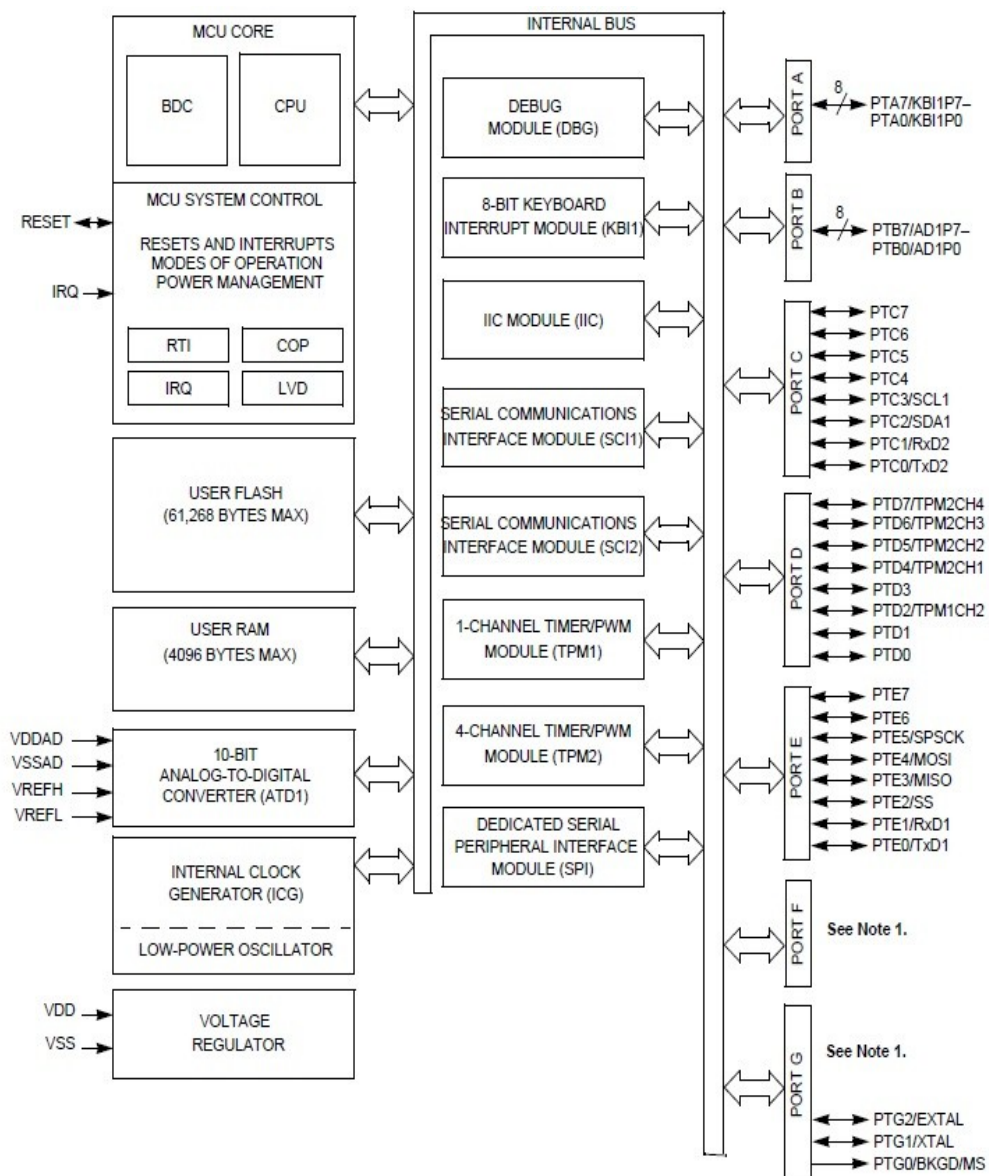 INTERNAL BUS
MCU CORE
BDC
CPU
MCU SYSTEM CONTROL
RESETS AND INTERRUPTS
MODES OF OPERATION
POWER MANAGEMENT
RTI
COP
IRQ
LVD
RESET
IRQ
USER FLASH
(61,268 BYTES MAX)
USER RAM
(4096 BYTES MAX)
VDDAD
VSSAD
VREFH
VREFL
10-BIT
ANALOG-TO-DIGITAL
CONVERTER (ATD1)
INTERNAL CLOCK
GENERATOR (ICG)
LOW-POWER OSCILLATOR
VDD
VSS
VOLTAGE
REGULATOR
DEBUG
MODULE (DBG)
8-BIT KEYBOARD
INTERRUPT MODULE (KBI1)
IIC MODULE (IIC)
SERIAL COMMUNICATIONS
INTERFACE MODULE (SCI1)
SERIAL COMMUNICATIONS
INTERFACE MODULE (SCI2)
1-CHANNEL TIMER/PWM
MODULE (TPM1)
4-CHANNEL TIMER/PWM
MODULE (TPM2)
DEDICATED SERIAL
PERIPHERAL INTERFACE
MODULE (SPI)
PORT A
8
PTA7/KBI1P7–
PTA0/KBI1P0
PORT B
8
PTB7/AD1P7–
PTB0/AD1P0
PORT C
PTC7
PTC6
PTC5
PTC4
PTC3/SCL1
PTC2/SDA1
PTC1/RxD2
PTC0/TxD2
PORT D
PTD7/TPM2CH4
PTD6/TPM2CH3
PTD5/TPM2CH2
PTD4/TPM2CH1
PTD3
PTD2/TPM1CH2
PTD1
PTD0
PORT E
PTE7
PTE6
PTE5/SPSCK
PTE4/MOSI
PTE3/MISO
PTE2/SS
PTE1/RxD1
PTE0/TxD1
PORT F
See Note 1.
PORT G
See Note 1.
PTG2/EXTAL
PTG1/XTAL
PTG0/BKGD/MS